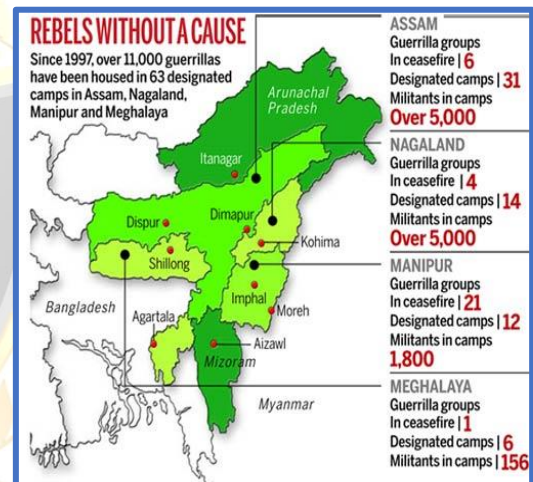 REBELS WITHOUT A CAUSE
Since 1997, over 11,000 guerrillas
have been housed in 63 designated
camps in Assam, Nagaland,
Manipur and Meghalaya
Arunachal
Pradesh
Itanagar
Dispur
Dimapur
Shillong
Kohima
Bangladesh
Imphal
Agartala
Moreh
Aizawl
Mizoram
Myanmar
ASSAM
Guerrilla groups
In ceasefire | 6
Designated camps | 31
Militants in camps
Over 5,000
NAGALAND
Guerrilla groups
In ceasefire | 4
Designated camps | 14
Militants in camps
Over 5,000
MANIPUR
Guerrilla groups
In ceasefire | 21
Designated camps | 12
Militants in camps
1,800
MEGHALAYA
Guerrilla groups
In ceasefire | 1
Designated camps | 6
Militants in camps | 156